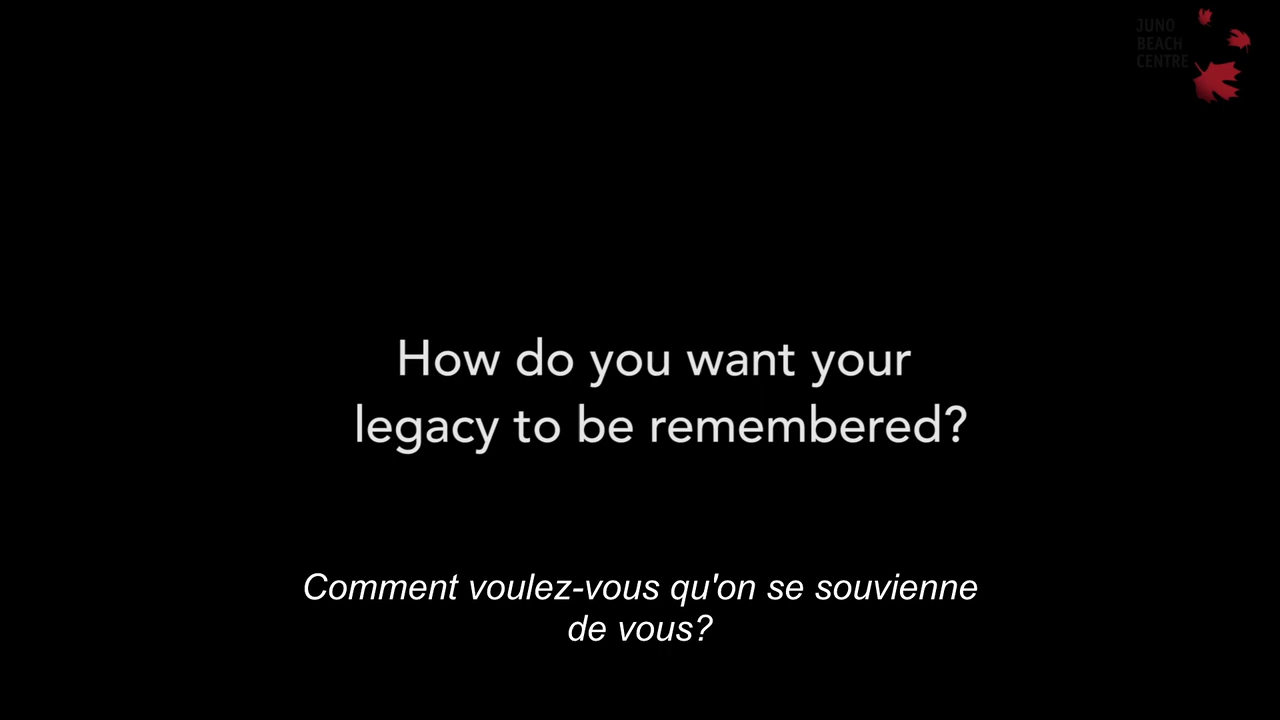 JUNO
BEACH
CENTRE
How do you want your
legacy to be remembered?
Comment voulez-vous qu'on se souvienne
de vous?